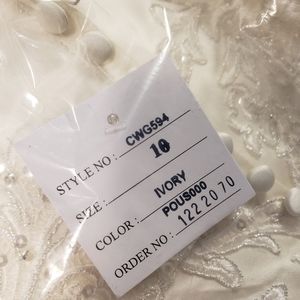 STYLE NO : CWG594
SIZE : 10
COLOR : IVORY
POUS000
ORDER NO : 1222070